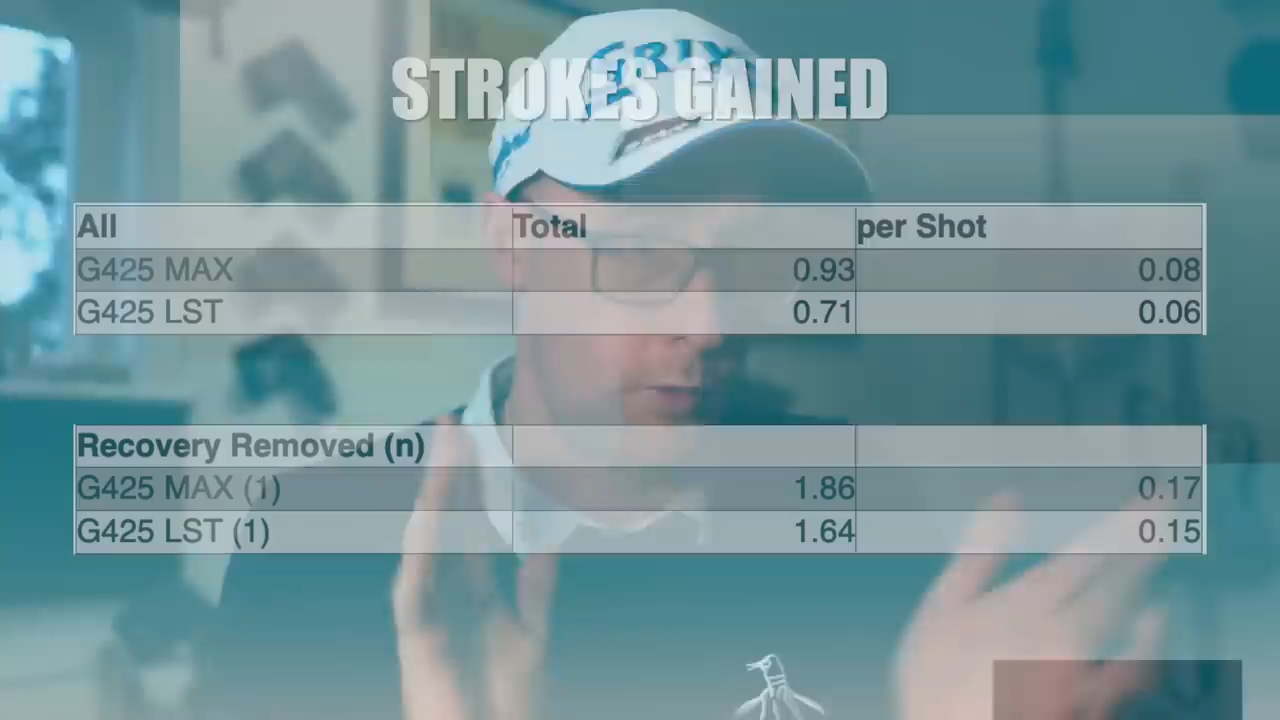 STROKES GAINED
All Total per Shot
G425 MAX 0.93 0.08
G425 LST 0.71 0.06
Recovery Removed (n)
G425 MAX (1) 1.86 0.17
G425 LST (1) 1.64 0.15